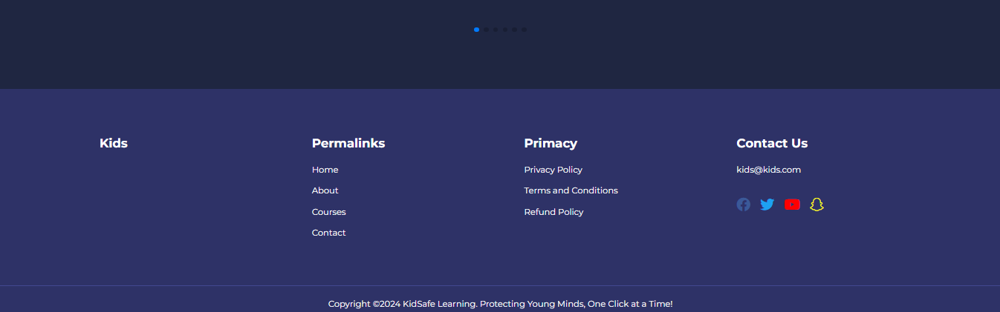 Kids
Permalinks
Home
About
Courses
Contact
Primacy
Privacy Policy
Terms and Conditions
Refund Policy
Contact Us
kids@kids.com
Copyright ©2024 KidSafe Learning. Protecting Young Minds, One Click at a Time!